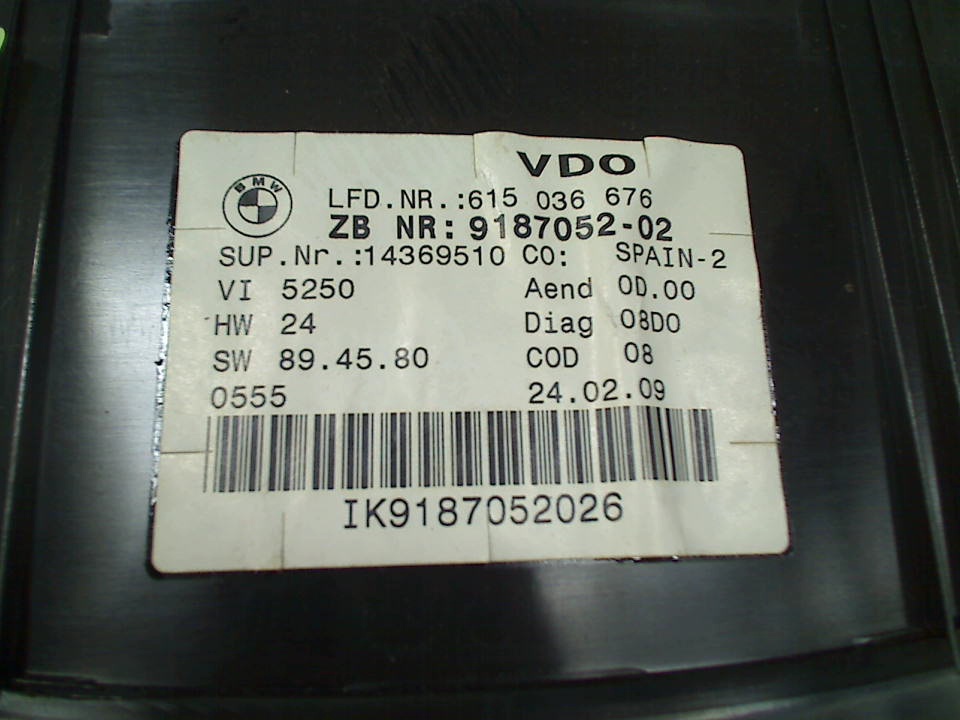 VDO
BMW
LFD.NR.:615 036 676
ZB NR: 9187052-02
SUP.Nr.:14369510 CO: SPAIN-2
VI 5250 Aend 0D.00
HW 24 Diag 08D0
SW 89.45.80 COD 08
0555 24.02.09
IK9187052026